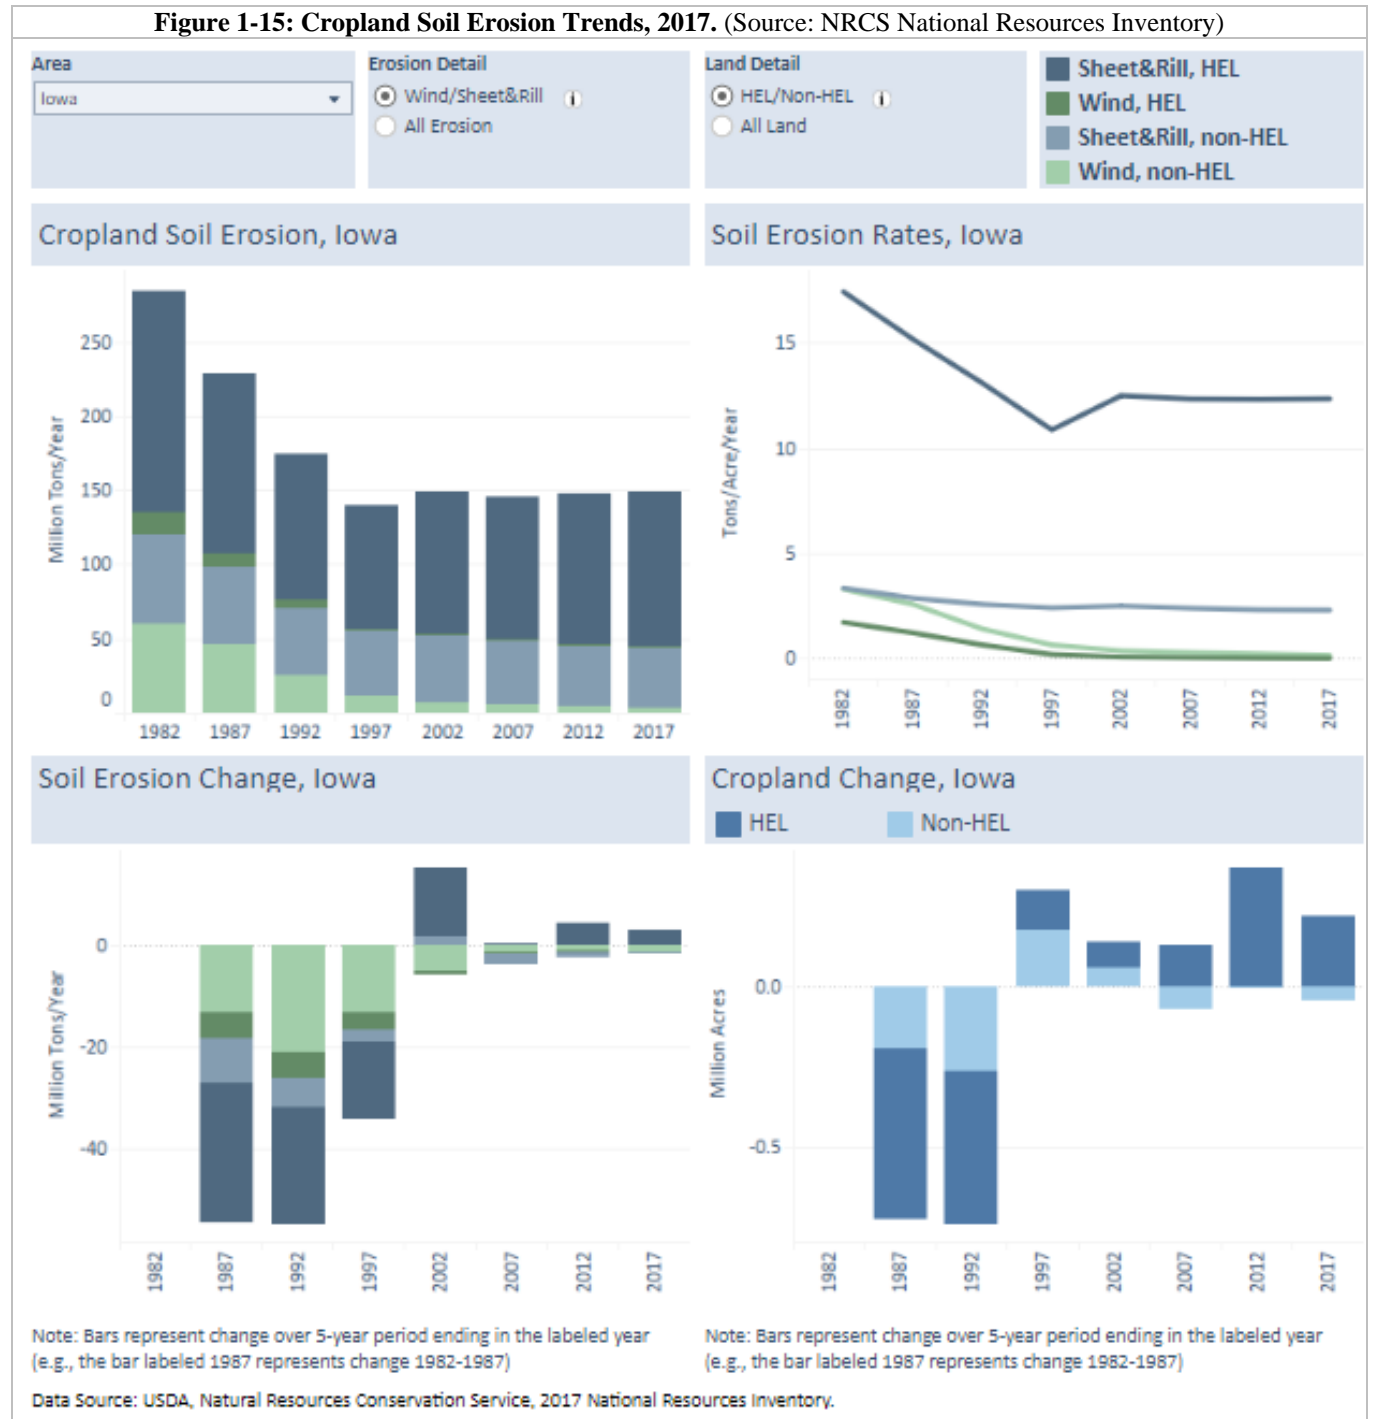 Figure 1-15: Cropland Soil Erosion Trends, 2017. (Source: NRCS National Resources Inventory)
Area
Iowa
Erosion Detail
Wind/Sheet&Rill i
All Erosion
Land Detail
HEL/Non-HEL i
All Land
Sheet&Rill, HEL
Wind, HEL
Sheet&Rill, non-HEL
Wind, non-HEL
Cropland Soil Erosion, Iowa
Million Tons/Year
250
200
150
100
50
0
1982 1987 1992 1997 2002 2007 2012 2017
Soil Erosion Rates, Iowa
Tons/Acre/Year
15
10
5
0
1982 1987 1992 1997 2002 2007 2012 2017
Soil Erosion Change, Iowa
Million Tons/Year
0
-20
-40
1982 1987 1992 1997 2002 2007 2012 2017
Note: Bars represent change over 5-year period ending in the labeled year
(e.g., the bar labeled 1987 represents change 1982-1987)
Cropland Change, Iowa
HEL Non-HEL
Million Acres
0.0
-0.5
1982 1987 1992 1997 2002 2007 2012 2017
Note: Bars represent change over 5-year period ending in the labeled year
(e.g., the bar labeled 1987 represents change 1982-1987)
Data Source: USDA, Natural Resources Conservation Service, 2017 National Resources Inventory.